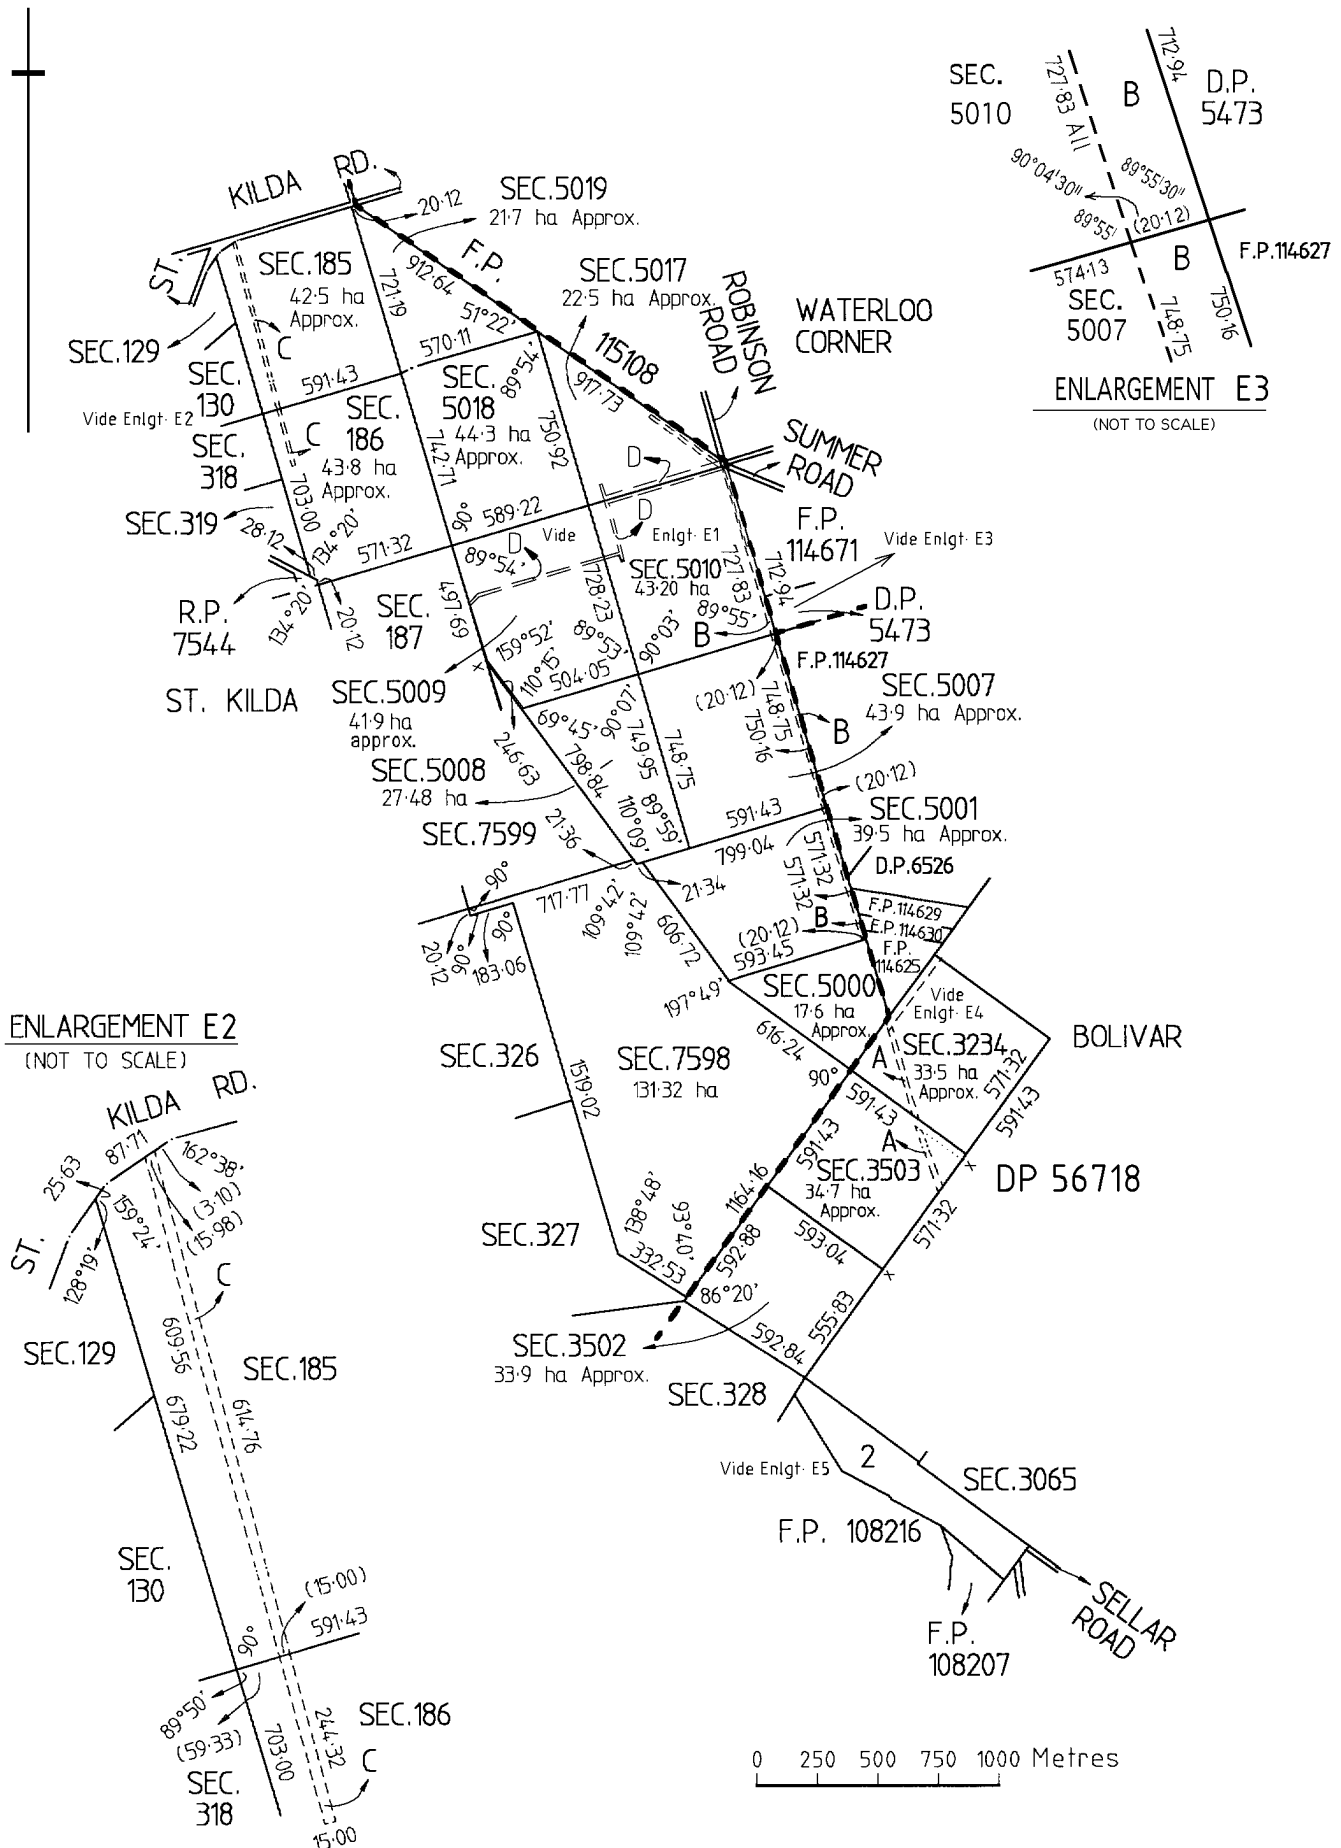 SEC.
5010
727·83 All
B
712·94
D.P.
5473
90°04'30"
89°55'30"
89°55'
(20·12)
F.P.114627
574·13
B
SEC.
5007
748·75
750·16
ENLARGEMENT E3
(NOT TO SCALE)
KILDA RD.
ST.
20·12
SEC.5019
21·7 ha Approx.
F.P.
912·64
51°22'
SEC.185
42·5 ha
Approx.
721·19
SEC.5017
22·5 ha Approx.
ROBINSON
ROAD
WATERLOO
CORNER
SEC.129
C
570·11
89°54'
115108
917·73
SEC.
130
591·43
Vide Enlgt· E2
SEC.
186
43·8 ha
Approx.
C
SEC.
5018
44·3 ha
Approx.
742·71
750·92
SEC.
318
703·00
D
SUMMER
ROAD
SEC.319
28·12
134°20'
90°
589·22
D
F.P.
114671
571·32
89°54'
D
Vide
Enlgt· E1
Vide Enlgt· E3
R.P.
7544
134°20'
20·12
SEC.
187
497·69
728·23
SEC.5010
43·20 ha
727·83
712·94
89°55'
B
D.P.
5473
159°52'
89°53'
90°03'
110°15'
504·05
F.P.114627
ST. KILDA
SEC.5009
41·9 ha
approx.
69°45'
90°07'
(20·12)
748·75
750·16
SEC.5007
43·9 ha Approx.
B
246·63
749·95
748·75
798·84
SEC.5008
27·48 ha
(20·12)
110°09'
89°59'
591·43
SEC.5001
39·5 ha Approx.
SEC.7599
21·36
799·04
571·32
571·32
D.P.6526
90°
717·77
21·34
109°42'
109°42'
F.P.114629
F.P.114630
B
20·12
90°
183·06
90°
606·72
(20·12)
593·45
F.P.
114625
197°49'
SEC.5000
17·6 ha
Approx.
Vide
Enlgt· E4
ENLARGEMENT E2
(NOT TO SCALE)
616·24
SEC.3234
33·5 ha
Approx.
A
BOLIVAR
SEC.326
SEC.7598
131·32 ha
90°
571·32
591·43
1519·02
591·43
KILDA RD.
ST.
87·71
25·63
162°38'
(3·10)
159°24'
(15·98)
128°19'
C
591·43
A
SEC.3503
34·7 ha
Approx.
DP 56718
138°48'
93°40'
1164·16
592·88
593·04
571·32
SEC.327
332·53
86°20'
SEC.3502
33·9 ha Approx.
555·83
592·84
SEC.328
SEC.129
609·56
SEC.185
679·22
614·76
Vide Enlgt· E5
2
SEC.3065
F.P. 108216
SEC.
130
(15·00)
591·43
90°
SELLAR
ROAD
F.P.
108207
89°50'
(59·33)
SEC.186
244·32
703·00
C
SEC.
318
15·00
0 250 500 750 1000 Metres